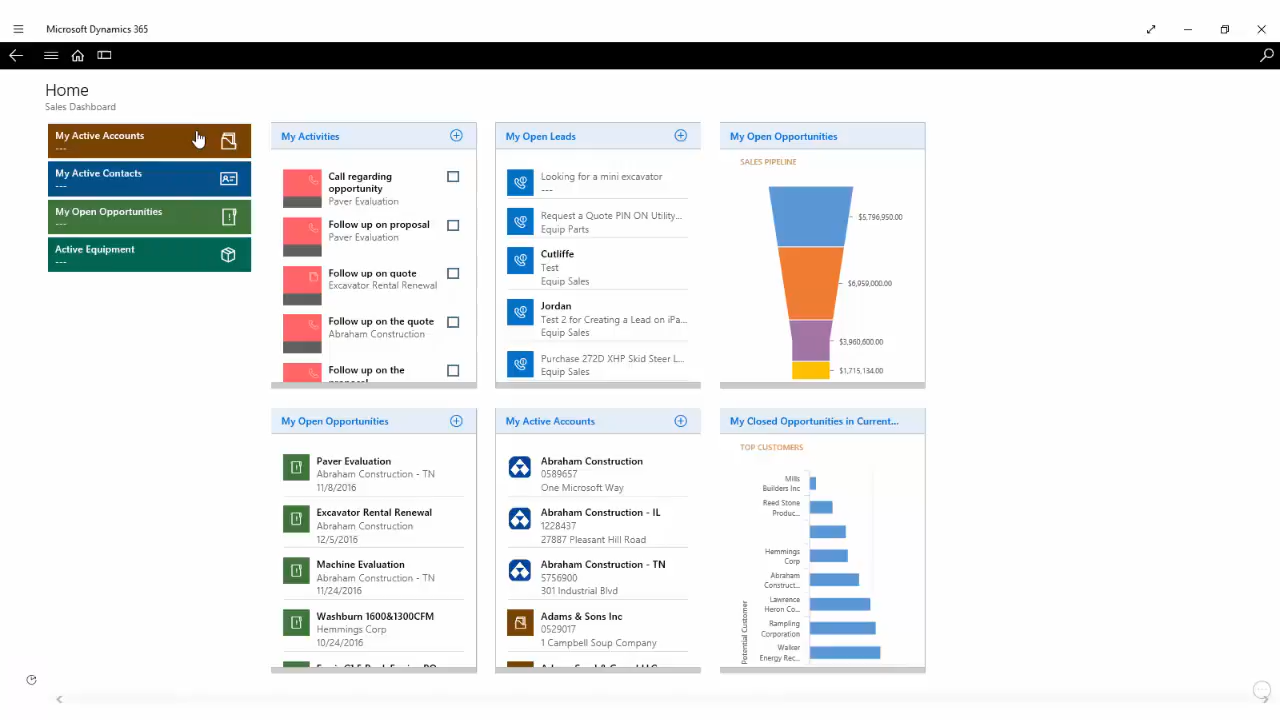 Microsoft Dynamics 365
Home
Sales Dashboard
My Active Accounts
---
My Active Contacts
---
My Open Opportunities
---
Active Equipment
---
My Activities
Call regarding
opportunity
Paver Evaluation
Follow up on proposal
Paver Evaluation
Follow up on quote
Excavator Rental Renewal
Follow up on the quote
Abraham Construction
Follow up on the
My Open Leads
Looking for a mini excavator
---
Request a Quote PIN ON Utility...
Equip Parts
Cutliffe
Test
Equip Sales
Jordan
Test 2 for Creating a Lead on iPa...
Equip Sales
Purchase 272D XHP Skid Steer L...
Equip Sales
My Open Opportunities
SALES PIPELINE
$5,796,950.00
$6,959,000.00
$3,960,600.00
$1,715,134.00
My Open Opportunities
Paver Evaluation
Abraham Construction - TN
11/8/2016
Excavator Rental Renewal
Abraham Construction
12/5/2016
Machine Evaluation
Abraham Construction - TN
11/24/2016
Washburn 1600&1300CFM
Hemmings Corp
10/24/2016
My Active Accounts
Abraham Construction
0589657
One Microsoft Way
Abraham Construction - IL
1228437
27887 Pleasant Hill Road
Abraham Construction - TN
5756900
301 Industrial Blvd
Adams & Sons Inc
0529017
1 Campbell Soup Company
My Closed Opportunities in Current...
TOP CUSTOMERS
Mills
Builders Inc
Reed Stone
Produc...
Hemmings
Corp
Abraham
Construct...
Lawrence
Heron Co...
Rampling
Corporation
Walker
Energy Rec...
Potential Customer